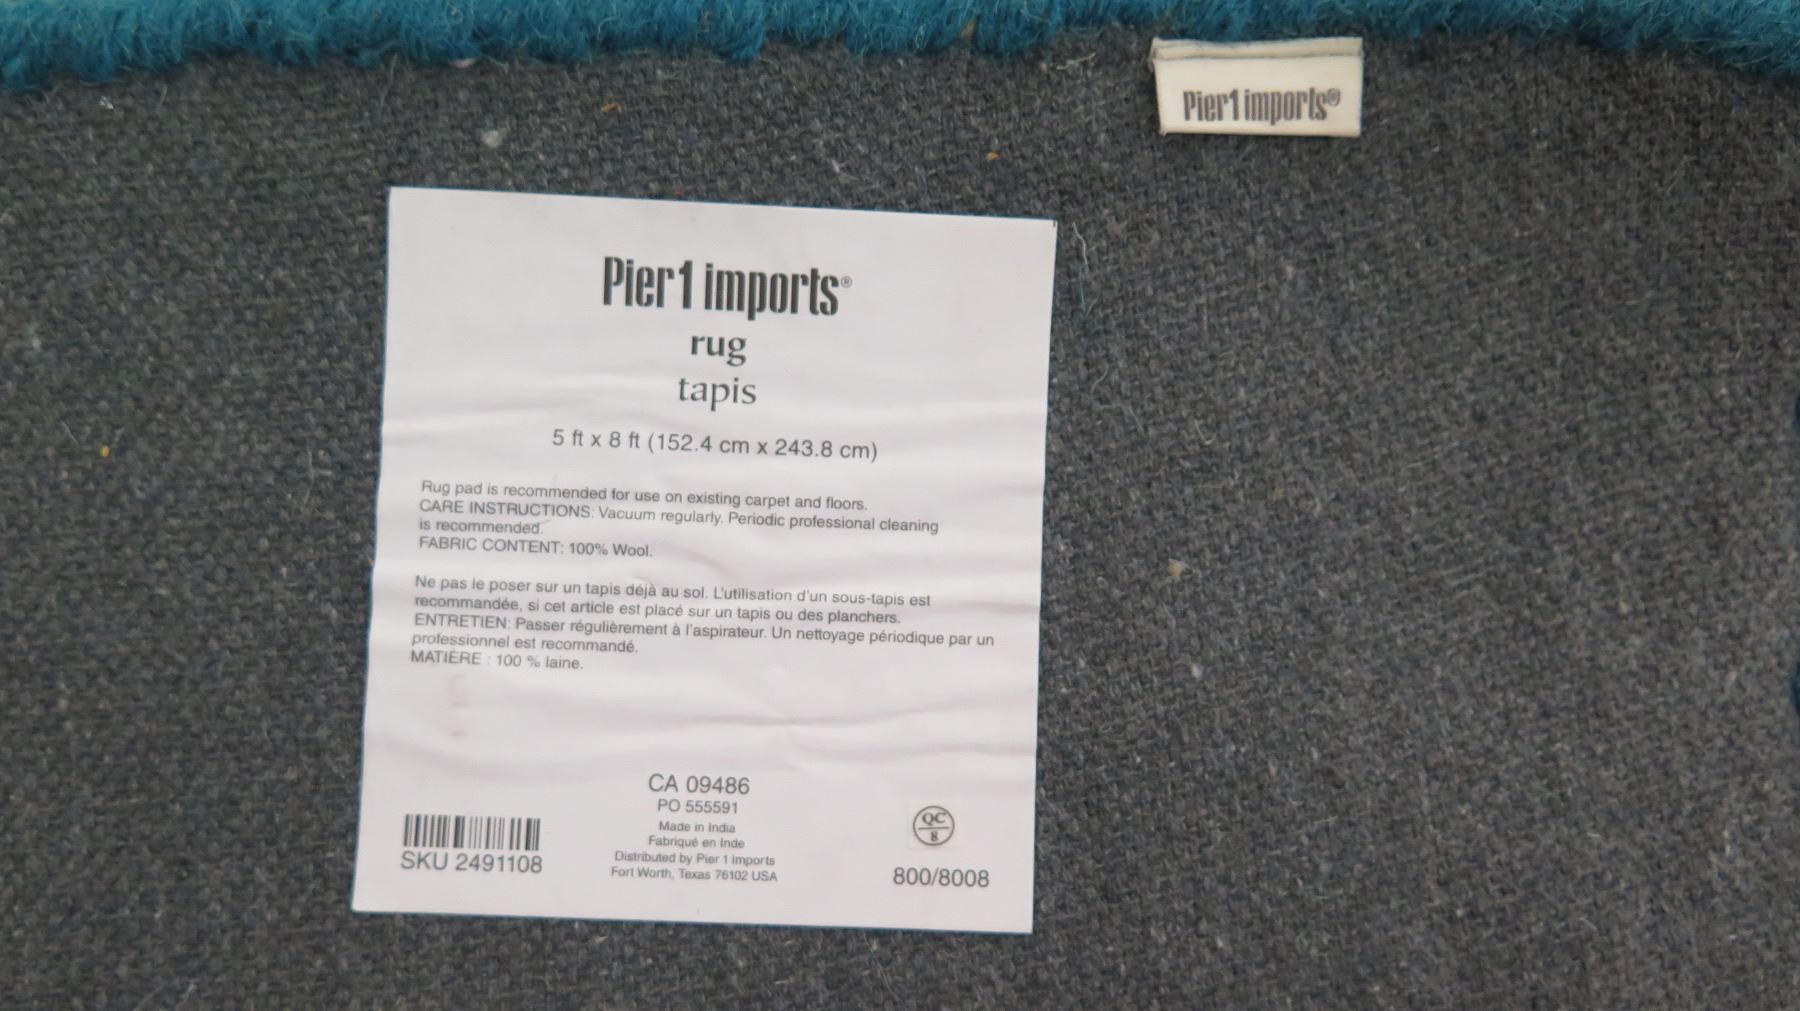 Pier1 imports®
Pier1 imports®
rug
tapis
5 ft x 8 ft (152.4 cm x 243.8 cm)
Rug pad is recommended for use on existing carpet and floors.
CARE INSTRUCTIONS: Vacuum regularly. Periodic professional cleaning
is recommended.
FABRIC CONTENT: 100% Wool.
Ne pas le poser sur un tapis déjà au sol. L'utilisation d'un sous-tapis est
recommandée, si cet article est placé sur un tapis ou des planchers.
ENTRETIEN: Passer régulièrement à l'aspirateur. Un nettoyage périodique par un
professionnel est recommandé.
MATIÈRE : 100 % laine.
CA 09486
PO 555591
Made in India
Fabriqué en Inde
Distributed by Pier 1 Imports
Fort Worth, Texas 76102 USA
SKU 2491108
QC
8
800/8008